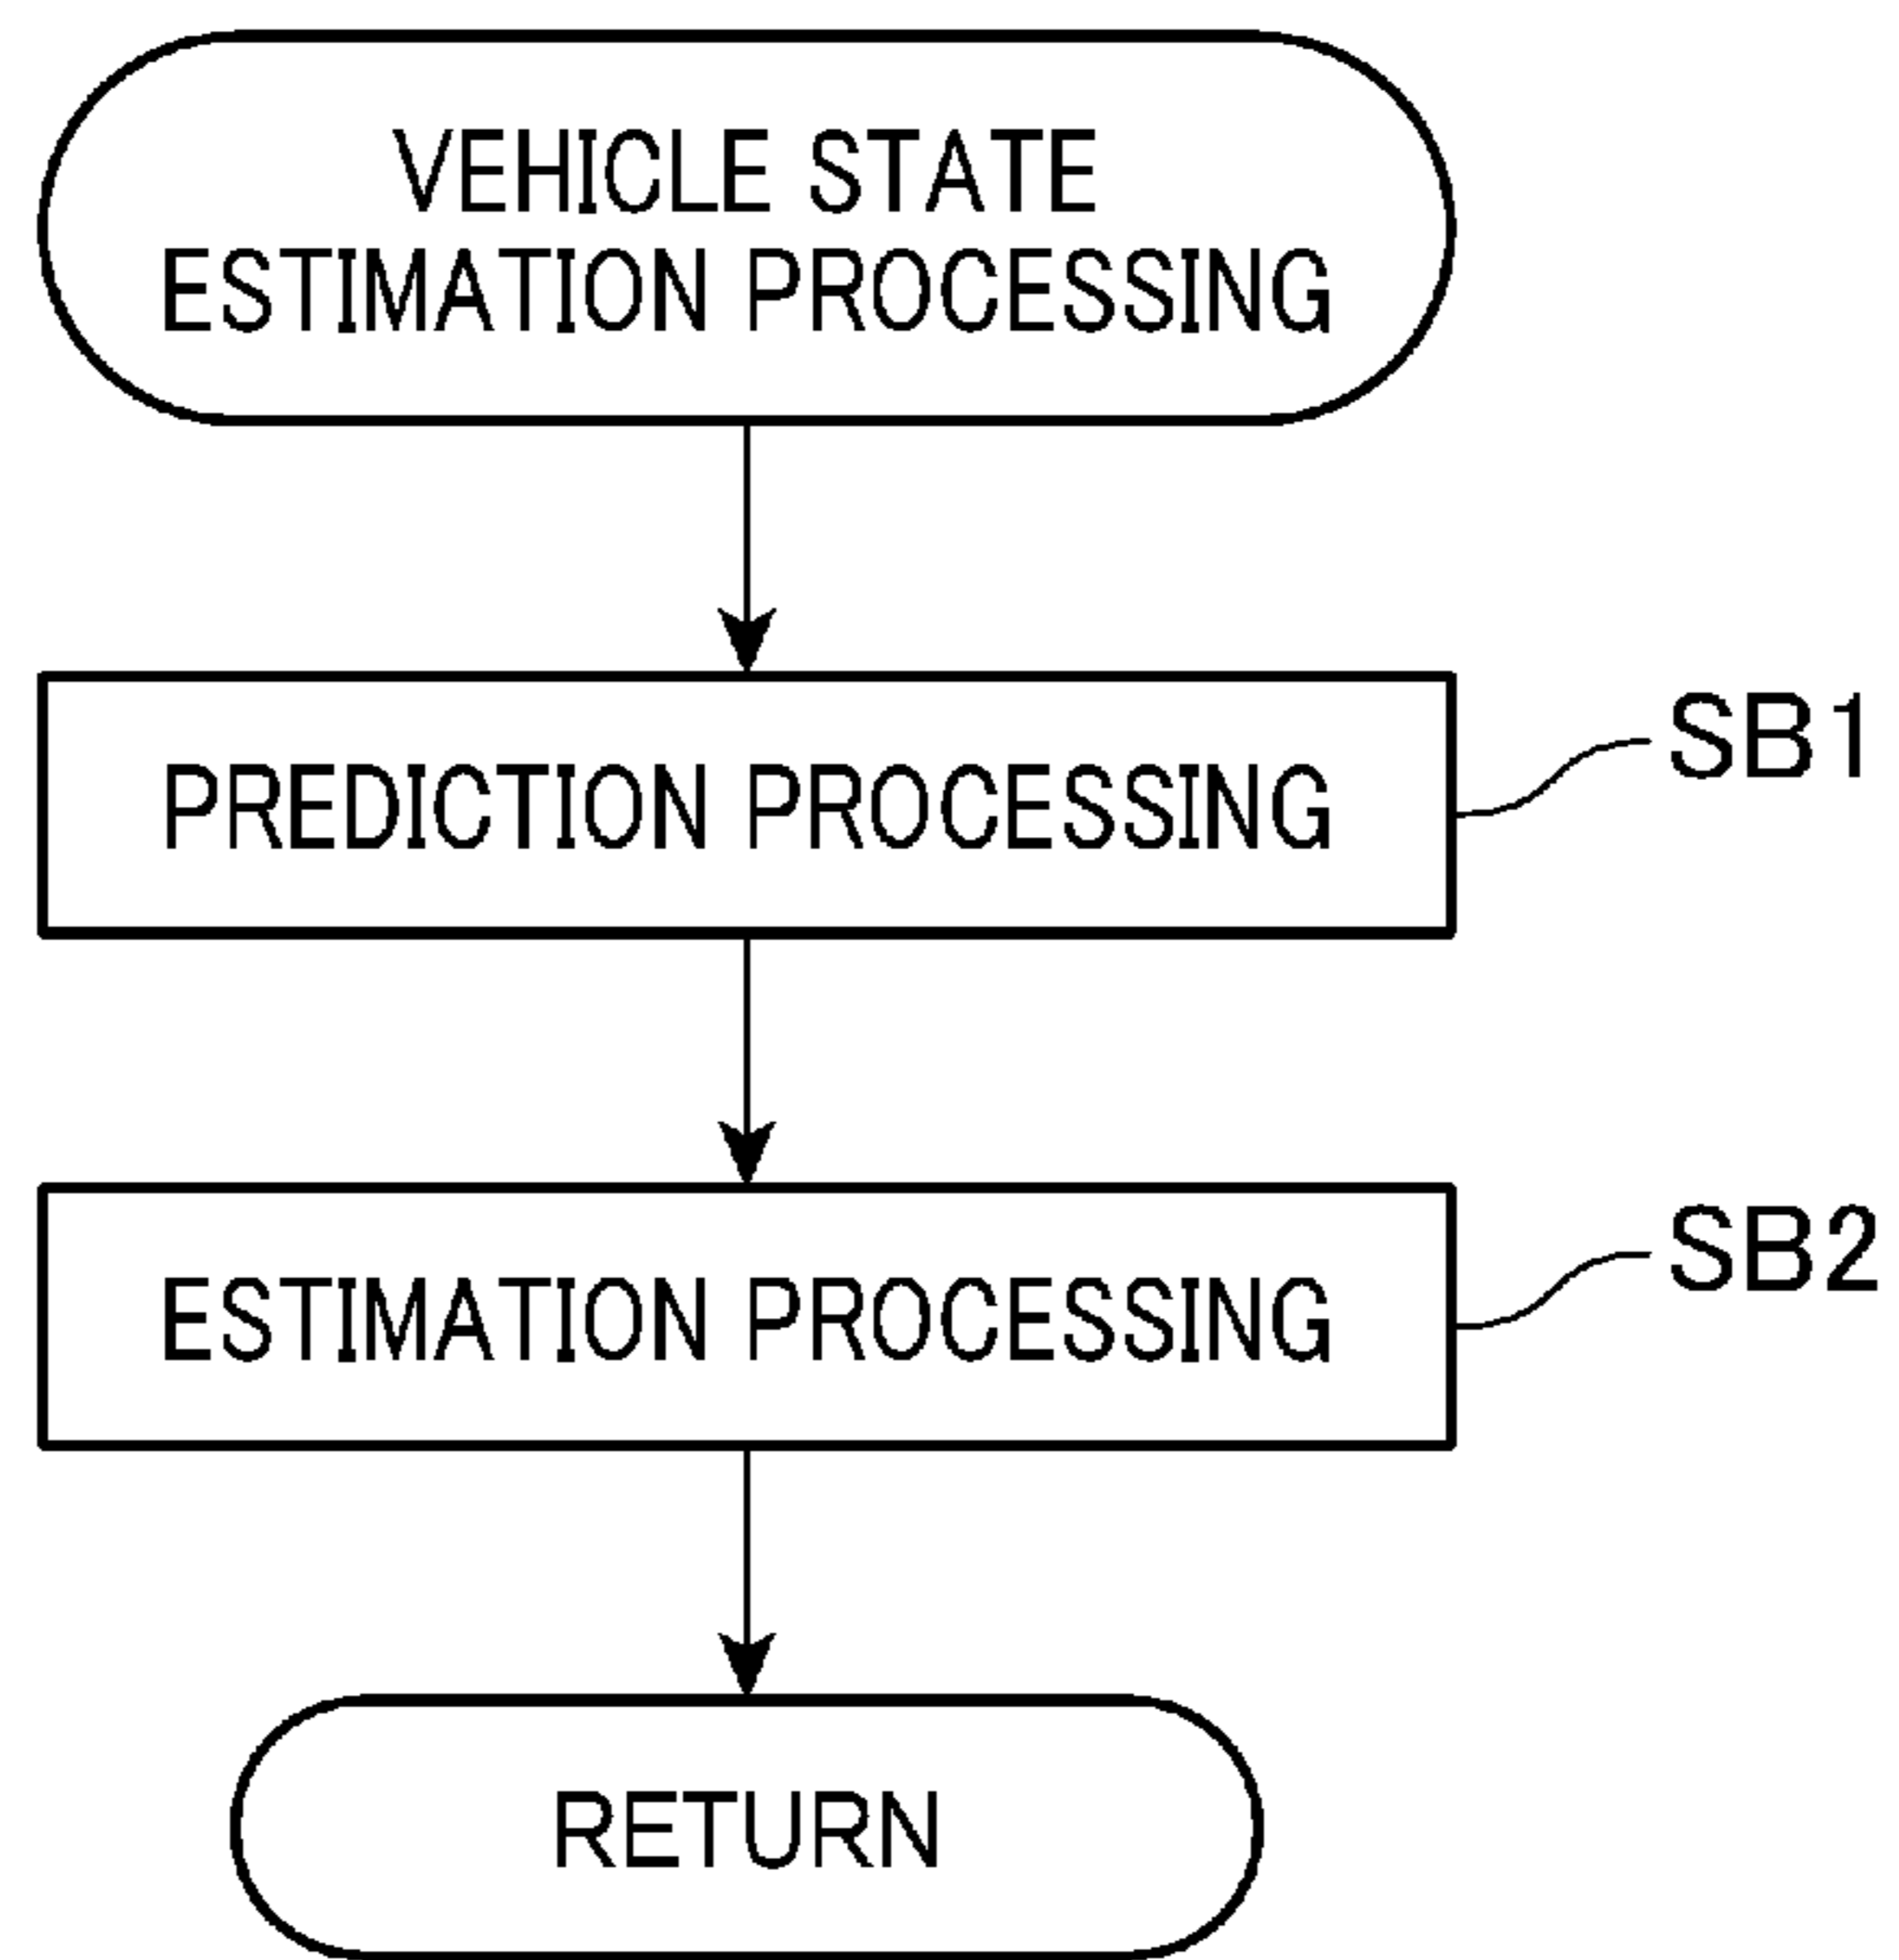 VEHICLE STATE
ESTIMATION PROCESSING
PREDICTION PROCESSING
SB1
ESTIMATION PROCESSING
SB2
RETURN